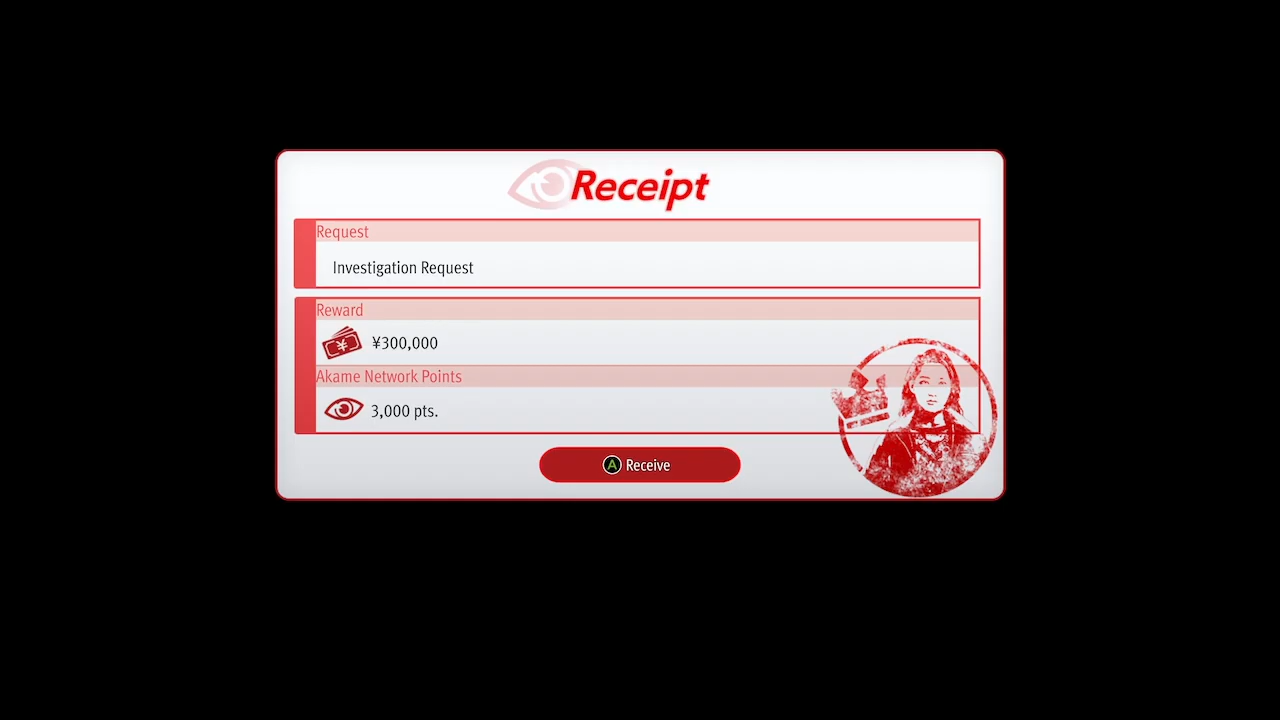 Receipt
Request
Investigation Request
Reward
¥300,000
Akame Network Points
3,000 pts.
A Receive